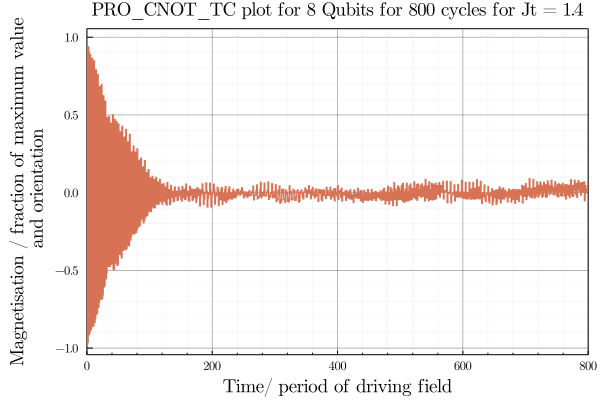 PRO_CNOT_TC plot for 8 Qubits for 800 cycles for Jt = 1.4
Magnetisation / fraction of maximum value
and orientation
1.0
0.5
0.0
−0.5
−1.0
0
200
400
600
800
Time/ period of driving field